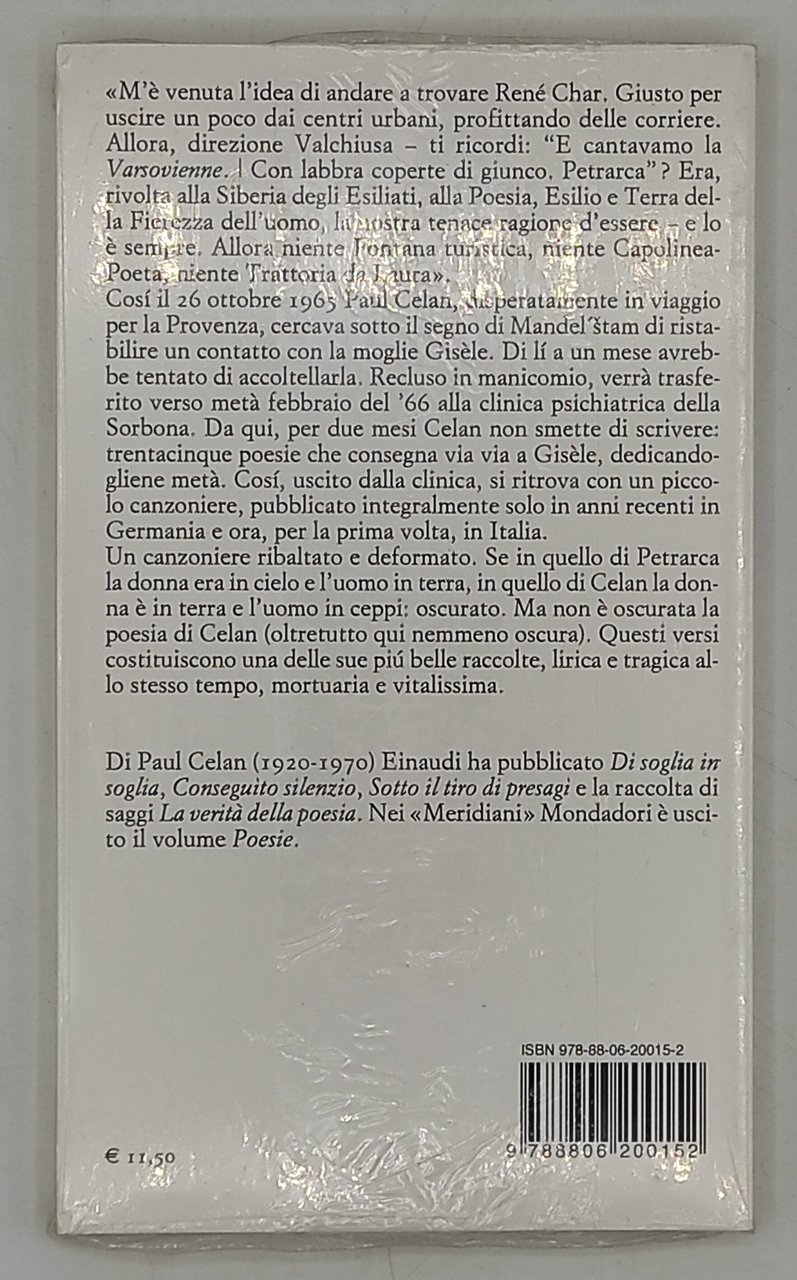 «M'è venuta l'idea di andare a trovare René Char. Giusto per
uscire un poco dai centri urbani, profittando delle corriere.
Allora, direzione Valchiusa – ti ricordi: “E cantavamo la
Varsovienne. | Con labbra coperte di giunco. Petrarca”? Era,
rivolta alla Siberia degli Esiliati, alla Poesia, Esilio e Terra del-
la Fierezza dell'uomo, la nostra tenace ragione d'essere – e lo
è sempre. Allora niente Fontana turistica, niente Capolinea-
Poeta, niente Trattoria da Laura».
Cosí il 26 ottobre 1965 Paul Celan, disperatamente in viaggio
per la Provenza, cercava sotto il segno di Mandel´štam di rista-
bilire un contatto con la moglie Gisèle. Di lí a un mese avreb-
be tentato di accoltellarla. Recluso in manicomio, verrà trasfe-
rito verso metà febbraio del '66 alla clinica psichiatrica della
Sorbona. Da qui, per due mesi Celan non smette di scrivere:
trentacinque poesie che consegna via via a Gisèle, dedicando-
gliene metà. Cosí, uscito dalla clinica, si ritrova con un picco-
lo canzoniere, pubblicato integralmente solo in anni recenti in
Germania e ora, per la prima volta, in Italia.
Un canzoniere ribaltato e deformato. Se in quello di Petrarca
la donna era in cielo e l'uomo in terra, in quello di Celan la don-
na è in terra e l'uomo in ceppi: oscurato. Ma non è oscurata la
poesia di Celan (oltretutto qui nemmeno oscura). Questi versi
costituiscono una delle sue piú belle raccolte, lirica e tragica al-
lo stesso tempo, mortuaria e vitalissima.
Di Paul Celan (1920-1970) Einaudi ha pubblicato Di soglia in
soglia, Conseguito silenzio, Sotto il tiro di presagi e la raccolta di
saggi La verità della poesia. Nei «Meridiani» Mondadori è usci-
to il volume Poesie.
ISBN 978-88-06-20015-2
9 788806 200152
€ 11,50